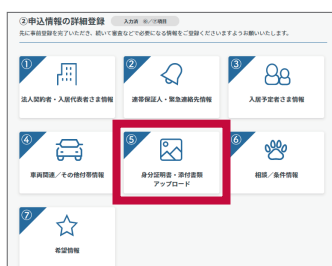 ②申込情報の詳細登録 入力済 ※/⑦項目
先に事前登録を完了いただき、続いて審査などで必要になる情報をご登録くださいますようお願いいたします。
① ② ③
法人契約者・入居代表者さま情報 連帯保証人・緊急連絡先情報 入居予定者さま情報
④ ⑤ ⑥
車両関連/その他付帯情報 身分証明書・添付書類 相談/条件情報
アップロード
⑦
希望情報